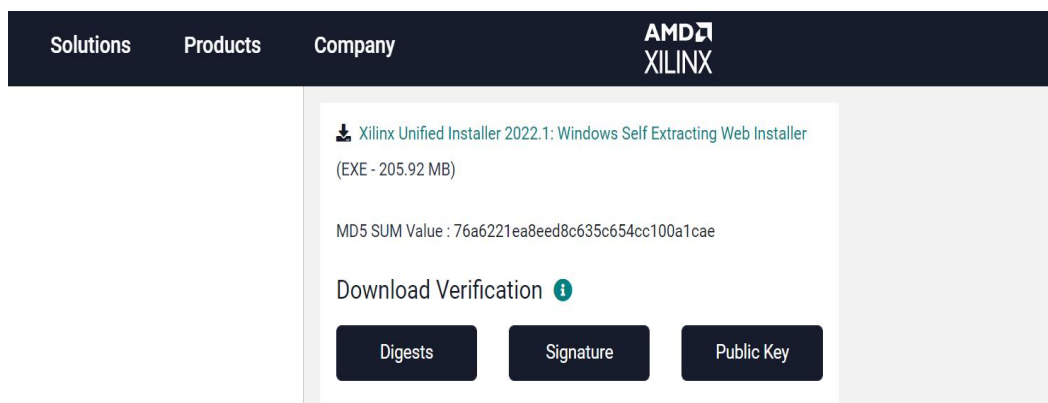 Solutions Products Company AMD
XILINX
Xilinx Unified Installer 2022.1: Windows Self Extracting Web Installer
(EXE - 205.92 MB)
MD5 SUM Value : 76a6221ea8eed8c635c654cc100a1cae
Download Verification
Digests Signature Public Key